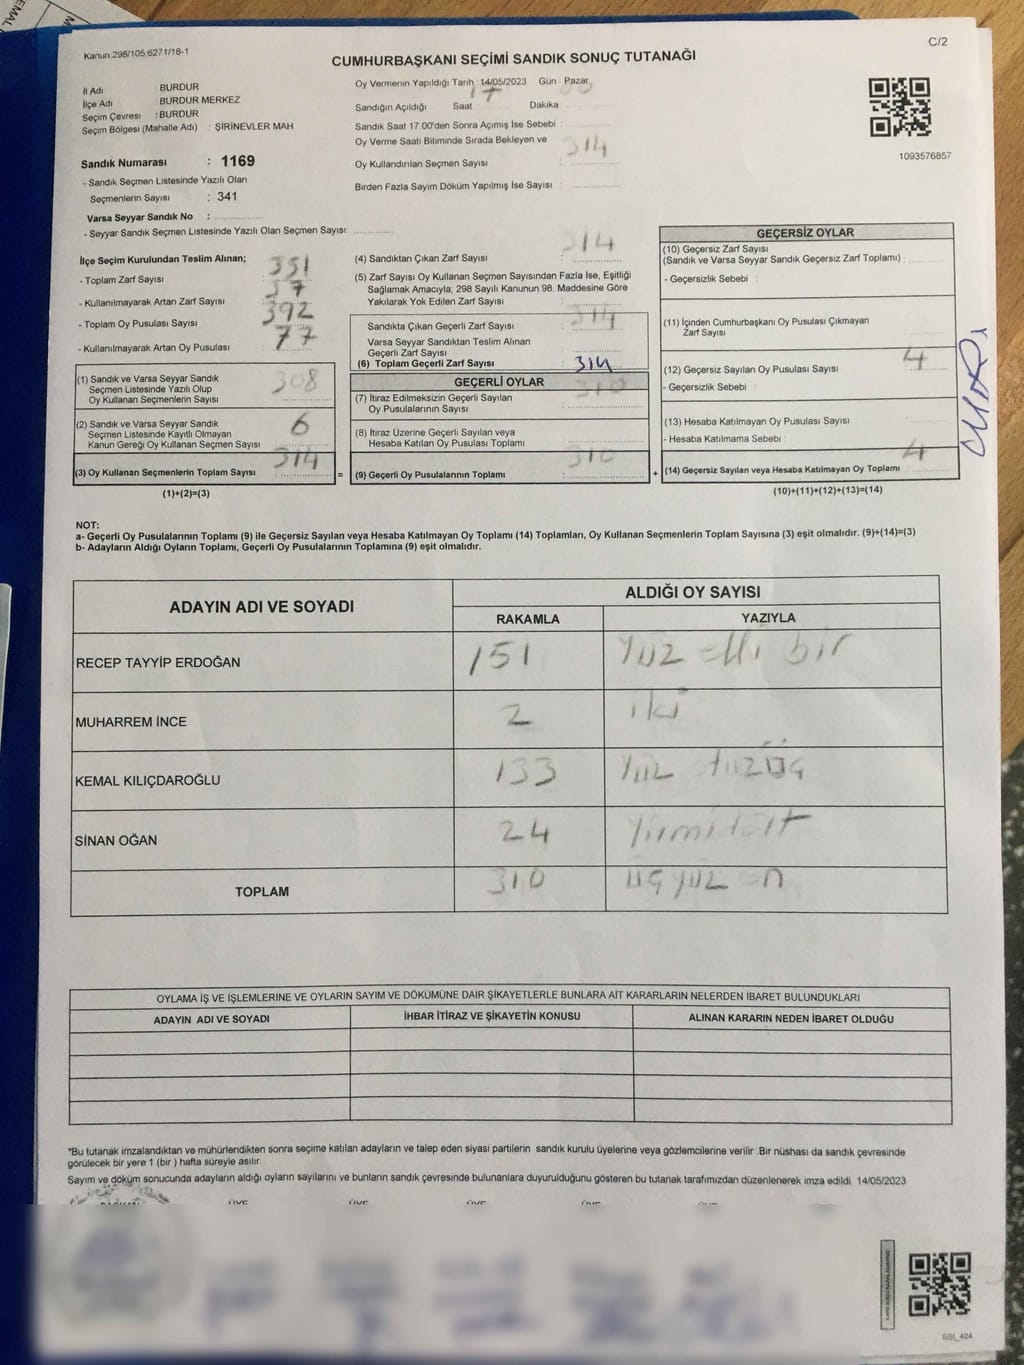 Kanun 298/105,6271/18-1
C/2
CUMHURBAŞKANI SEÇİMİ SANDIK SONUÇ TUTANAĞI
İl Adı : BURDUR
İlçe Adı : BURDUR MERKEZ
Seçim Çevresi : BURDUR
Seçim Bölgesi (Mahalle Adı) : ŞİRİNEVLER MAH
Sandık Numarası : 1169
- Sandık Seçmen Listesinde Yazılı Olan
Seçmenlerin Sayısı : 341
Varsa Seyyar Sandık No :
- Seyyar Sandık Seçmen Listesinde Yazılı Olan Seçmen Sayısı:
Oy Vermenin Yapıldığı Tarih 14/05/2023 Gün Pazar
Sandığın Açıldığı Saat 17 Dakika
Sandık Saat 17.00'den Sonra Açımış İse Sebebi :
Oy Verme Saati Bitiminde Sırada Bekleyen ve
Oy Kullandırılan Seçmen Sayısı : 314
Birden Fazla Sayım Döküm Yapılmış İse Sayısı :
1093576857
İlçe Seçim Kurulundan Teslim Alınan;
- Toplam Zarf Sayısı : 351
- Kullanılmayarak Artan Zarf Sayısı : 37
- Toplam Oy Pusulası Sayısı : 392
- Kullanılmayarak Artan Oy Pusulası : 77
(1) Sandık ve Varsa Seyyar Sandık
Seçmen Listesinde Yazılı Olup
Oy Kullanan Seçmenlerin Sayısı : 308
(2) Sandık ve Varsa Seyyar Sandık
Seçmen Listesinde Kayıtlı Olmayan
Kanun Gereği Oy Kullanan Seçmen Sayısı : 6
(3) Oy Kullanan Seçmenlerin Toplam Sayısı : 314
(1)+(2)=(3)
(4) Sandıktan Çıkan Zarf Sayısı : 314
(5) Zarf Sayısı Oy Kullanan Seçmen Sayısından Fazla İse, Eşitliği
Sağlamak Amacıyla; 298 Sayılı Kanunun 98. Maddesine Göre
Yakılarak Yok Edilen Zarf Sayısı :
Sandıkta Çıkan Geçerli Zarf Sayısı : 314
Varsa Seyyar Sandıktan Teslim Alınan
Geçerli Zarf Sayısı :
(6) Toplam Geçerli Zarf Sayısı : 314
GEÇERLİ OYLAR
(7) İtiraz Edilmeksizin Geçerli Sayılan
Oy Pusulalarının Sayısı : 310
(8) İtiraz Üzerine Geçerli Sayılan veya
Hesaba Katılan Oy Pusulası Toplamı :
= (9) Geçerli Oy Pusulalarının Toplamı : 310
GEÇERSİZ OYLAR
(10) Geçersiz Zarf Sayısı
(Sandık ve Varsa Seyyar Sandık Geçersiz Zarf Toplamı) :
- Geçersizlik Sebebi :
(11) İçinden Cumhurbaşkanı Oy Pusulası Çıkmayan
Zarf Sayısı :
(12) Geçersiz Sayılan Oy Pusulası Sayısı : 4
- Geçersizlik Sebebi :
(13) Hesaba Katılmayan Oy Pusulası Sayısı :
- Hesaba Katılmama Sebebi :
+ (14) Geçersiz Sayılan veya Hesaba Katılmayan Oy Toplamı : 4
(10)+(11)+(12)+(13)=(14)
NOT:
a- Geçerli Oy Pusulalarının Toplamı (9) ile Geçersiz Sayılan veya Hesaba Katılmayan Oy Toplamı (14) Toplamları, Oy Kullanan Seçmenlerin Toplam Sayısına (3) eşit olmalıdır. (9)+(14)=(3)
b- Adayların Aldığı Oyların Toplamı, Geçerli Oy Pusulalarının Toplamına (9) eşit olmalıdır.
ADAYIN ADI VE SOYADI
ALDIĞI OY SAYISI
RAKAMLA YAZIYLA
RECEP TAYYİP ERDOĞAN 151 Yüz elli bir
MUHARREM İNCE 2 iki
KEMAL KILIÇDAROĞLU 133 Yüz otuzüç
SİNAN OĞAN 24 Yirmidört
TOPLAM 310 üçyüz on
OYLAMA İŞ VE İŞLEMLERİNE VE OYLARIN SAYIM VE DÖKÜMÜNE DAİR ŞİKAYETLERLE BUNLARA AİT KARARLARIN NELERDEN İBARET BULUNDUKLARI
ADAYIN ADI VE SOYADI İHBAR İTİRAZ VE ŞİKAYETİN KONUSU ALINAN KARARIN NEDEN İBARET OLDUĞU
*Bu tutanak imzalandıktan ve mühürlendikten sonra seçime katılan adayların ve talep eden siyasi partilerin sandık kurulu üyelerine veya gözlemcilerine verilir .Bir nüshası da sandık çevresinde
görülecek bir yere 1 (bir ) hafta süreyle asılır.
Sayım ve döküm sonucunda adayların aldığı oyların sayılarını ve bunların sandık çevresinde bulunanlara duyurulduğunu gösteren bu tutanak tarafımızdan düzenlenerek imza edildi. 14/05/2023
ÜYE ÜYE ÜYE ÜYE ÜYE